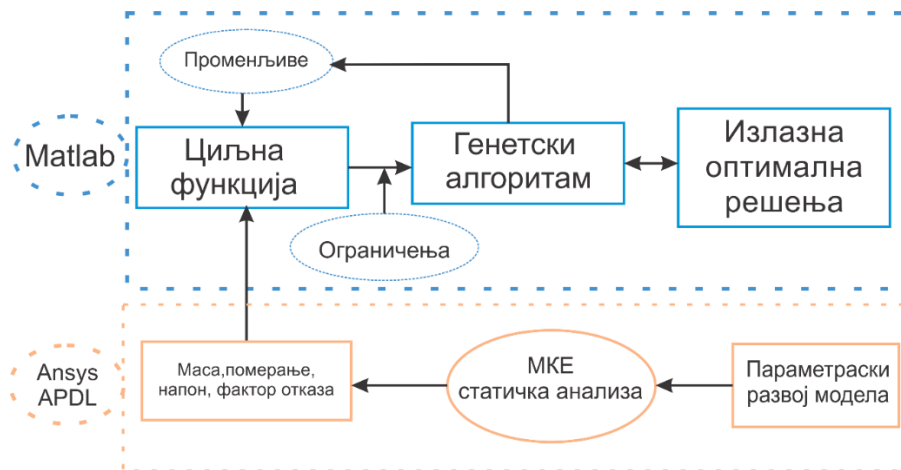 Променљиве
Matlab
Циљна
функција
Генетски
алгоритам
Излазна
оптимална
решења
Ограничења
Ansys
APDL
Маса,померање,
напон, фактор отказа
МКЕ
статичка анализа
Параметраски
развој модела